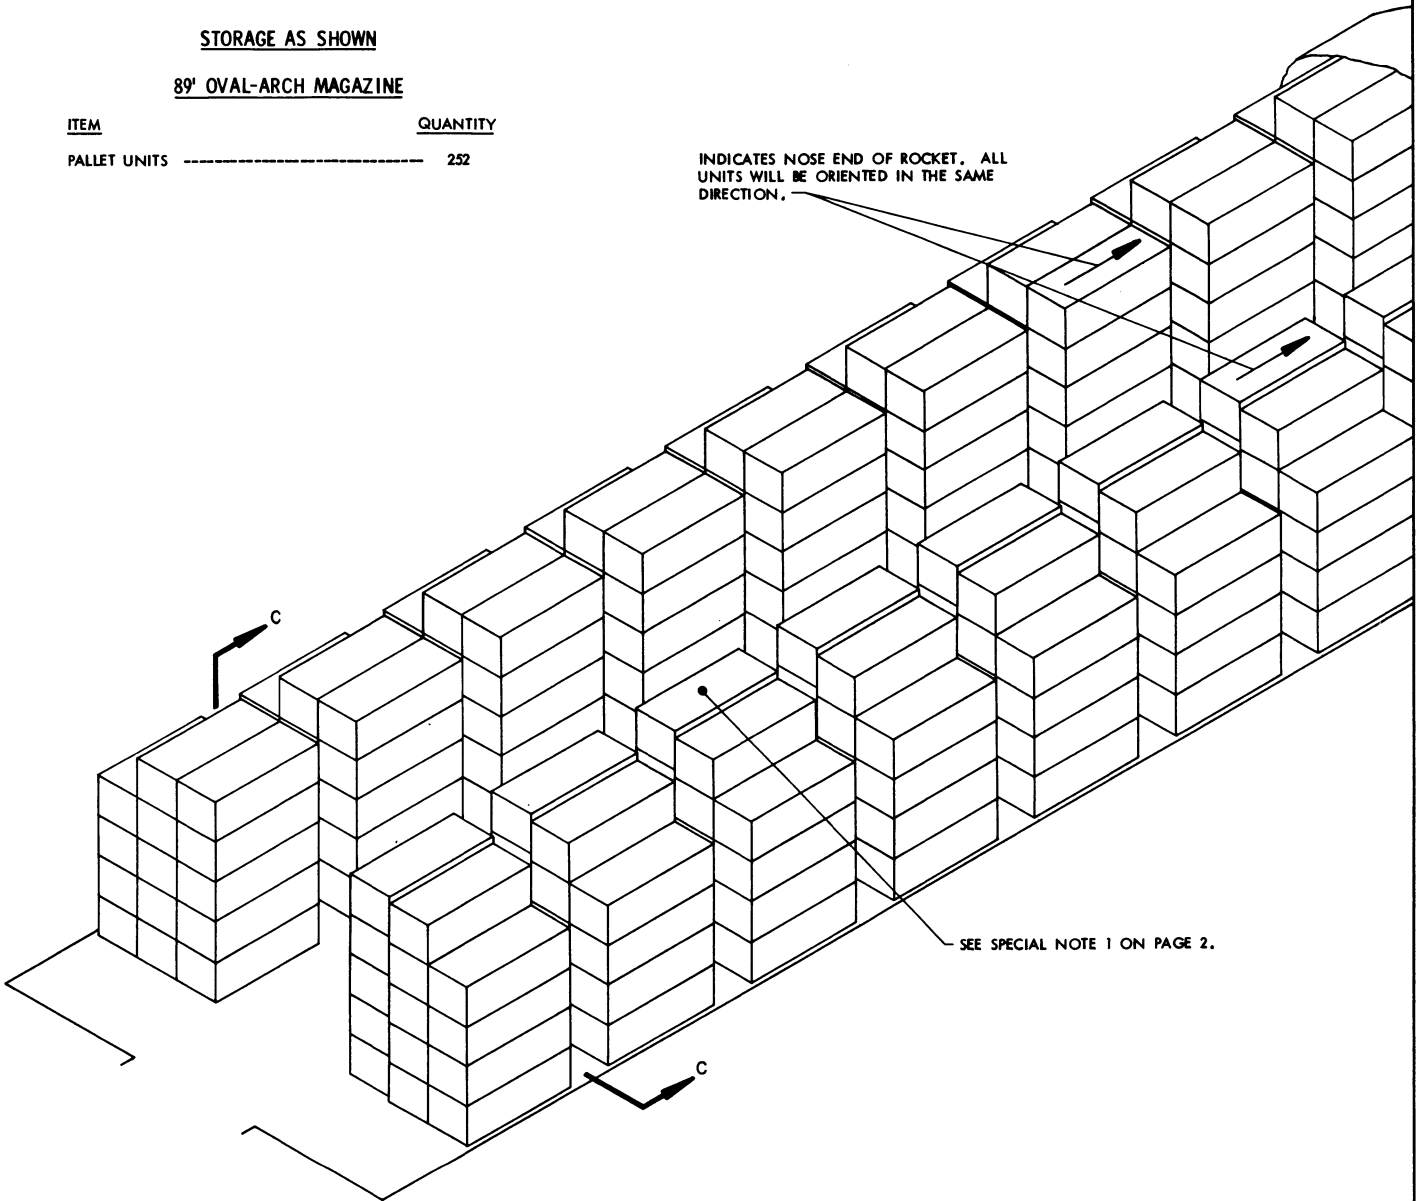 STORAGE AS SHOWN
89' OVAL-ARCH MAGAZINE
ITEM QUANTITY
PALLET UNITS ------------------------------ 252
INDICATES NOSE END OF ROCKET. ALL
UNITS WILL BE ORIENTED IN THE SAME
DIRECTION.
C
SEE SPECIAL NOTE 1 ON PAGE 2.
C